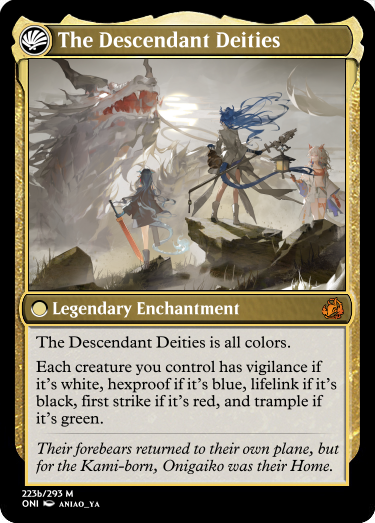 The Descendant Deities
Legendary Enchantment
The Descendant Deities is all colors.
Each creature you control has vigilance if
it's white, hexproof if it's blue, lifelink if it's
black, first strike if it's red, and trample if
it's green.
Their forebears returned to their own plane, but
for the Kami-born, Onigaiko was their Home.
223b/293 M
ONI ANIAO_YA